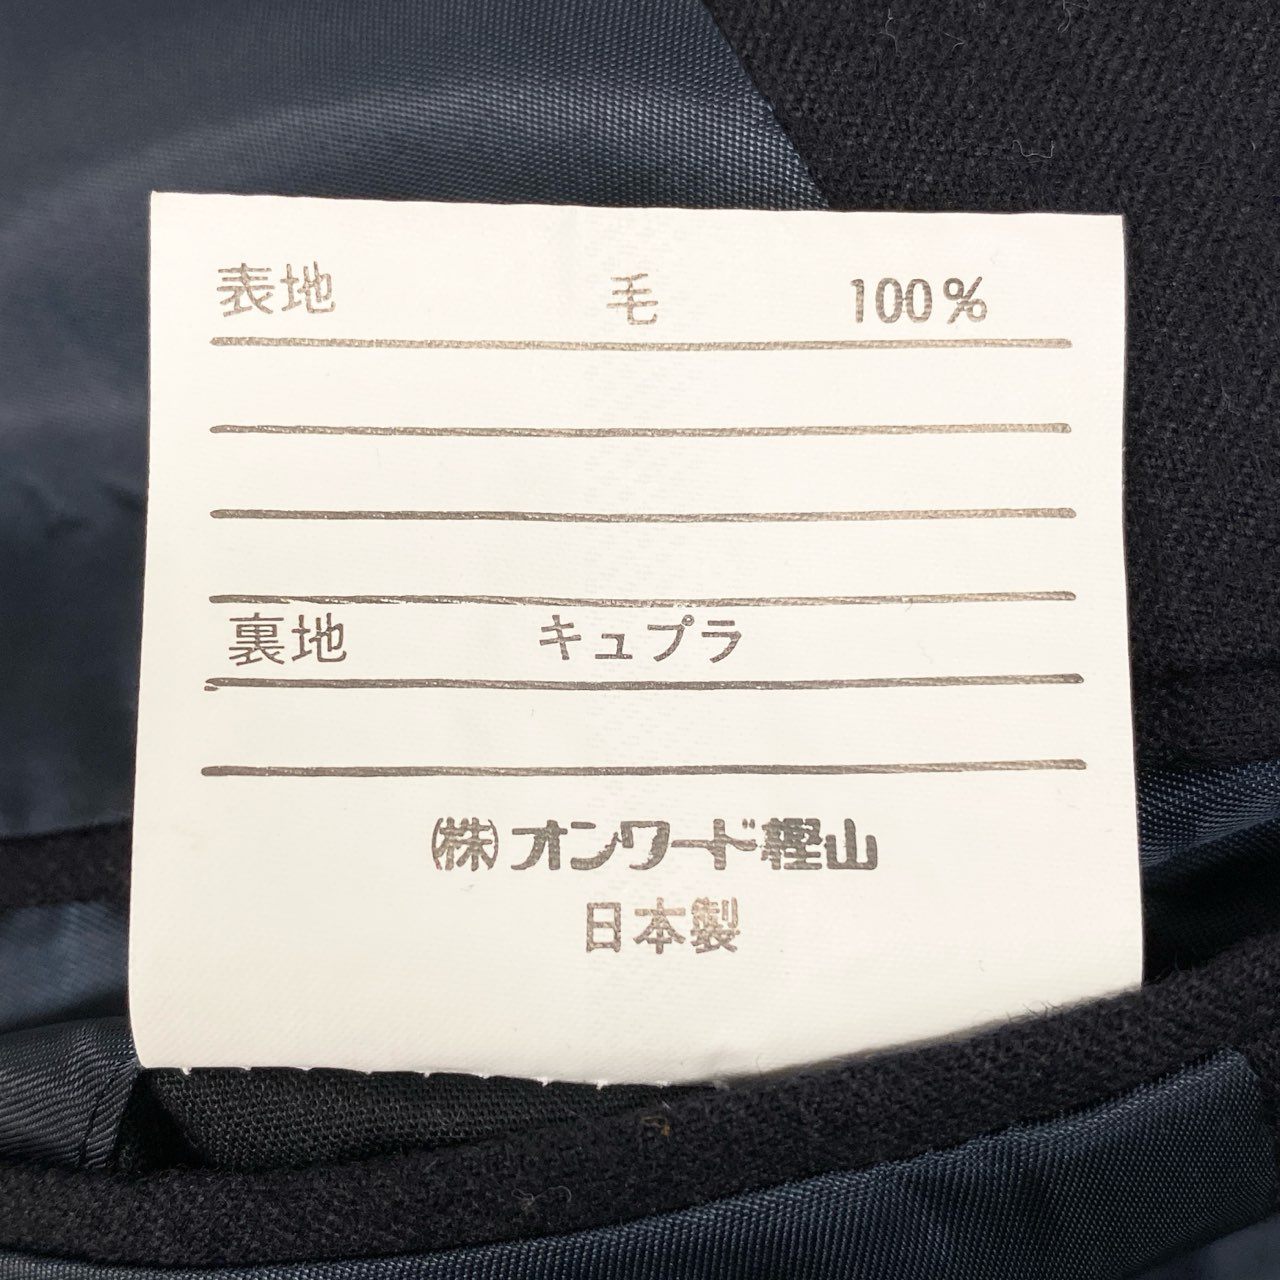 表地 毛 100%
裏地 キュプラ
㈱オンワード樫山
日本製